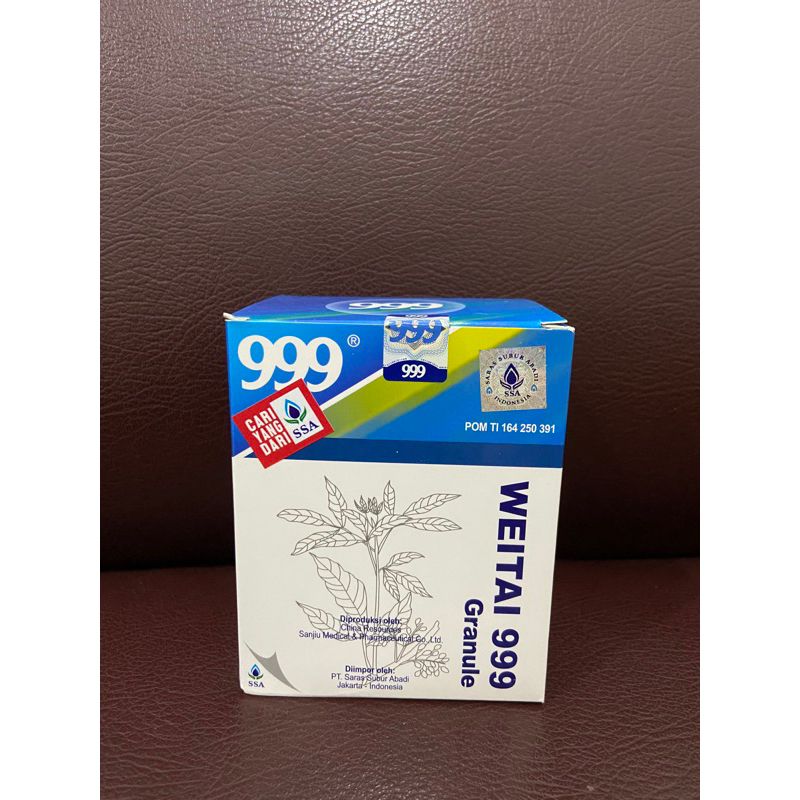 999
999®
999
999
CARI
YANG
DARI
SSA
SARAS SUBUR ABADI
SSA
INDONESIA
POM TI 164 250 391
WEITAI 999
Granule
Diproduksi oleh:
China Resources
Sanjiu Medical & Pharmaceutical Co., Ltd.
Diimpor oleh:
PT. Saras Subur Abadi
Jakarta - Indonesia
SSA